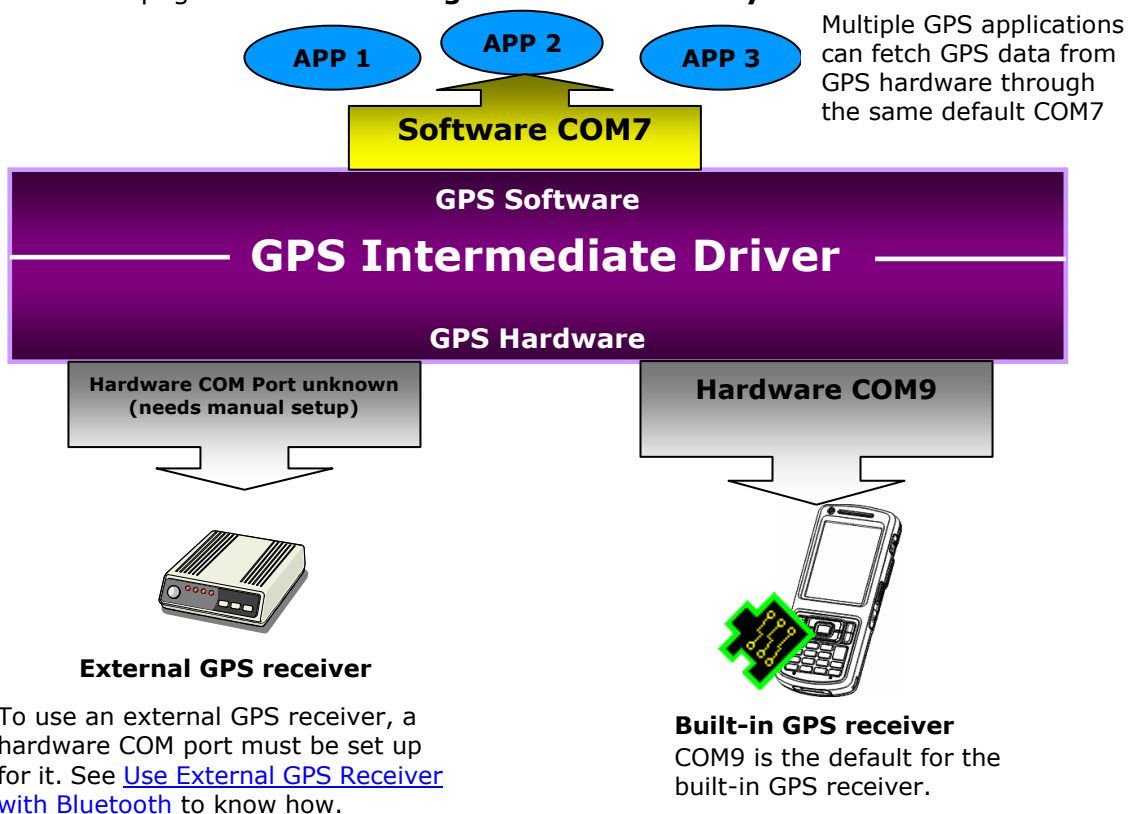 APP 1
APP 2
APP 3
Multiple GPS applications
can fetch GPS data from
GPS hardware through
the same default COM7
Software COM7
GPS Software
GPS Intermediate Driver
GPS Hardware
Hardware COM Port unknown
(needs manual setup)
Hardware COM9
External GPS receiver
To use an external GPS receiver, a
hardware COM port must be set up
for it. See Use External GPS Receiver
with Bluetooth to know how.
Built-in GPS receiver
COM9 is the default for the
built-in GPS receiver.